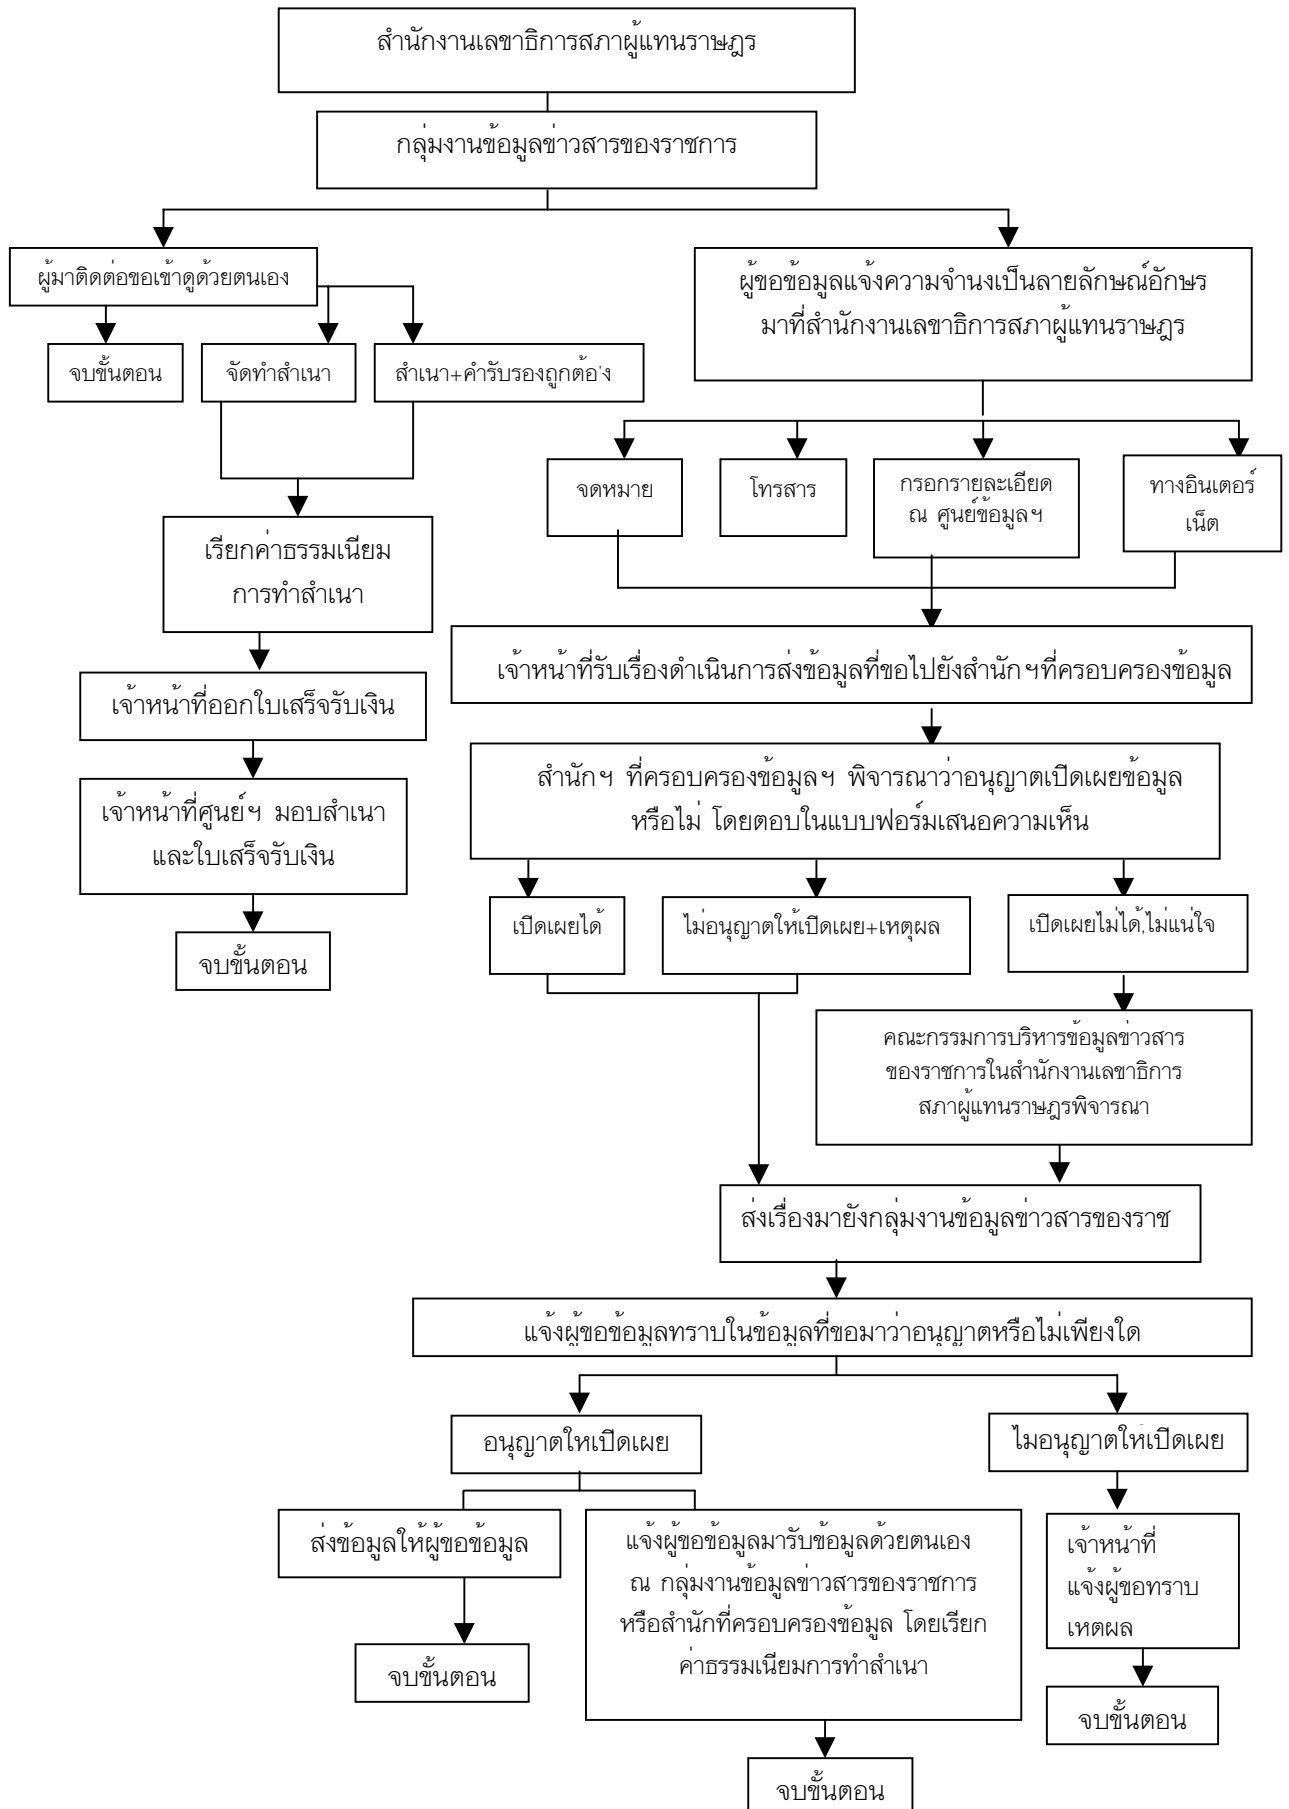 สำนักงานเลขาธิการสภาผู้แทนราษฎร
กลุ่มงานข้อมูลข่าวสารของราชการ
ผู้มาติดต่อขอเข้าดูด้วยตนเอง
ผู้ขอข้อมูลแจ้งความจำนงเป็นลายลักษณ์อักษร
มาที่สำนักงานเลขาธิการสภาผู้แทนราษฎร
จบขั้นตอน
จัดทำสำเนา
สำเนา+คำรับรองถูกต้อ่ง
จดหมาย
โทรสาร
กรอกรายละเอียด
ณ ศูนย์ข้อมูลฯ
ทางอินเตอร์
เน็ต
เรียกค่าธรรมเนียม
การทำสำเนา
เจ้าหน้าที่รับเรื่องดำเนินการส่งข้อมูลที่ขอไปยังสำนักฯที่ครอบครองข้อมูล
เจ้าหน้าที่ออกใบเสร็จรับเงิน
สำนักฯ ที่ครอบครองข้อมูลฯ พิจารณาว่าอนุญาตเปิดเผยข้อมูล
หรือไม่ โดยตอบในแบบฟอร์มเสนอความเห็น
เจ้าหน้าที่ศูนย์ฯ มอบสำเนา
และใบเสร็จรับเงิน
เปิดเผยได้
ไม่อนุญาตให้เปิดเผย+เหตุผล
เปิดเผยไม่ได้,ไม่แน่ใจ
จบขั้นตอน
คณะกรรมการบริหารข้อมูลข่าวสาร
ของราชการในสำนักงานเลขาธิการ
สภาผู้แทนราษฎรพิจารณา
ส่งเรื่องมายังกลุ่มงานข้อมูลข่าวสารของราช
แจ้งผู้ขอข้อมูลทราบในข้อมูลที่ขอมาว่าอนุญาตหรือไม่เพียงใด
อนุญาตใหเปิดเผย
ไมอนุญาตให้เปิดเผย
ส่งข้อมูลให้ผู้ขอข้อมูล
แจ้งผู้ขอข้อมูลมารับข้อมูลด้วยตนเอง
ณ กลุ่มงานข้อมูลข่าวสารของราชการ
หรือสำนักที่ครอบครองข้อมูล โดยเรียก
ค่าธรรมเนียมการทำสำเนา
เจ้าหน้าที่
แจ้งผู้ขอทราบ
เหตผล
จบขั้นตอน
จบขั้นตอน
จบขั้นตอน